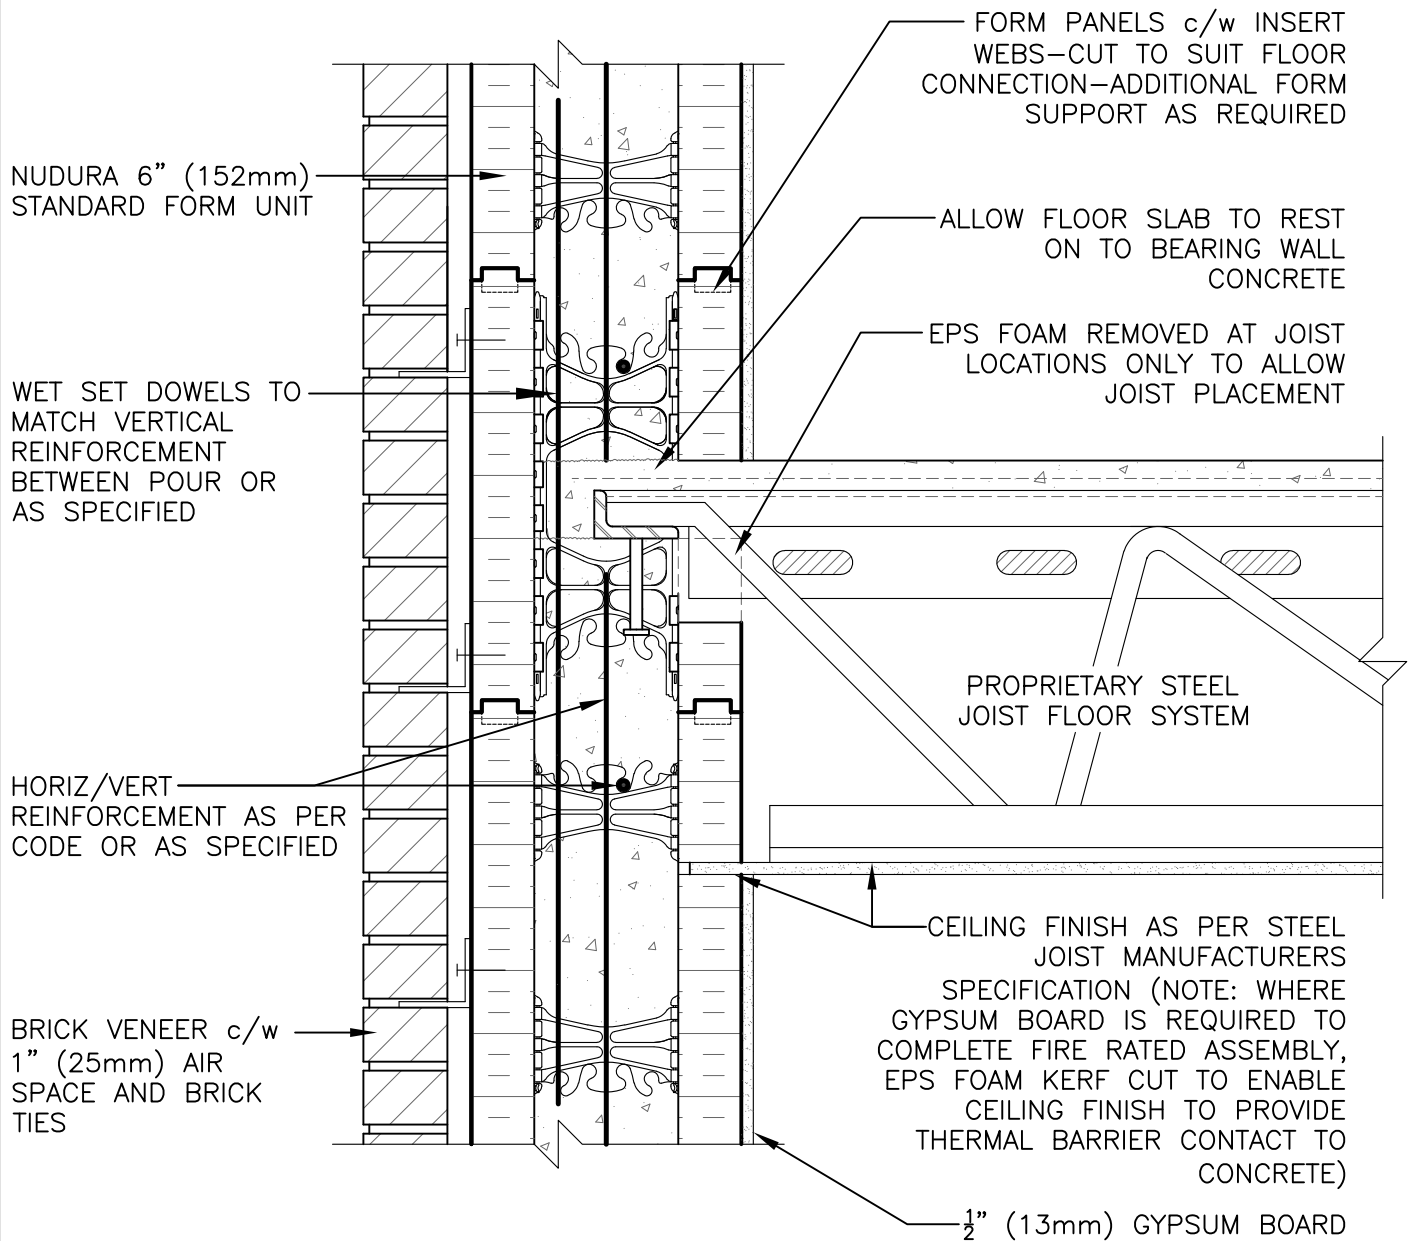 FORM PANELS c/w INSERT
WEBS-CUT TO SUIT FLOOR
CONNECTION-ADDITIONAL FORM
SUPPORT AS REQUIRED
NUDURA 6" (152mm)
STANDARD FORM UNIT
ALLOW FLOOR SLAB TO REST
ON TO BEARING WALL
CONCRETE
EPS FOAM REMOVED AT JOIST
LOCATIONS ONLY TO ALLOW
JOIST PLACEMENT
WET SET DOWELS TO
MATCH VERTICAL
REINFORCEMENT
BETWEEN POUR OR
AS SPECIFIED
PROPRIETARY STEEL
JOIST FLOOR SYSTEM
HORIZ/VERT
REINFORCEMENT AS PER
CODE OR AS SPECIFIED
CEILING FINISH AS PER STEEL
JOIST MANUFACTURERS
SPECIFICATION (NOTE: WHERE
GYPSUM BOARD IS REQUIRED TO
COMPLETE FIRE RATED ASSEMBLY,
EPS FOAM KERF CUT TO ENABLE
CEILING FINISH TO PROVIDE
THERMAL BARRIER CONTACT TO
CONCRETE)
BRICK VENEER c/w
1" (25mm) AIR
SPACE AND BRICK
TIES
½" (13mm) GYPSUM BOARD